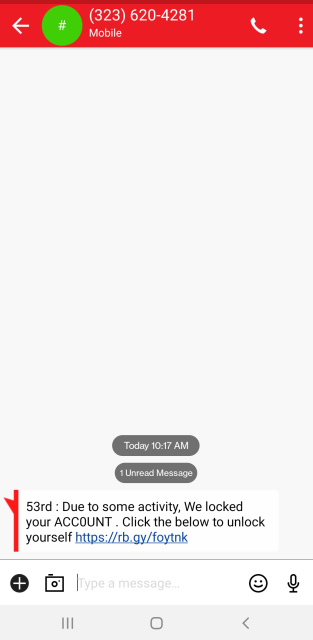 (323) 620-4281
#
Mobile
Today 10:17 AM
1 Unread Message
53rd : Due to some activity, We locked
your ACC0UNT . Click the below to unlock
yourself https://rb.gy/foytnk
Type a message...